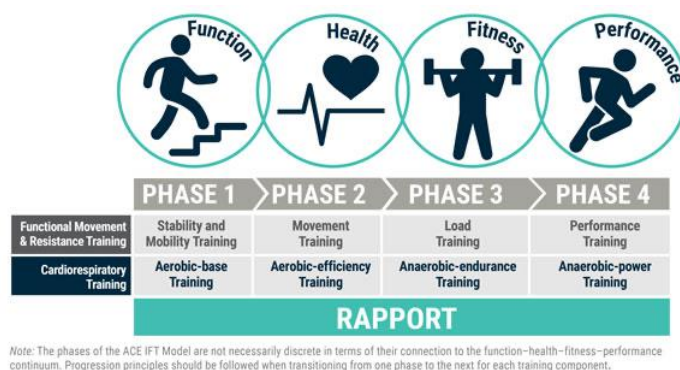 Function
Health
Fitness
Performance
PHASE 1
PHASE 2
PHASE 3
PHASE 4
Functional Movement
& Resistance Training
Stability and
Mobility Training
Movement
Training
Load
Training
Performance
Training
Cardiorespiratory
Training
Aerobic-base
Training
Aerobic-efficiency
Training
Anaerobic-endurance
Training
Anaerobic-power
Training
RAPPORT
Note: The phases of the ACE IFT Model are not necessarily discrete in terms of their connection to the function–health–fitness–performance
continuum. Progression principles should be followed when transitioning from one phase to the next for each training component.